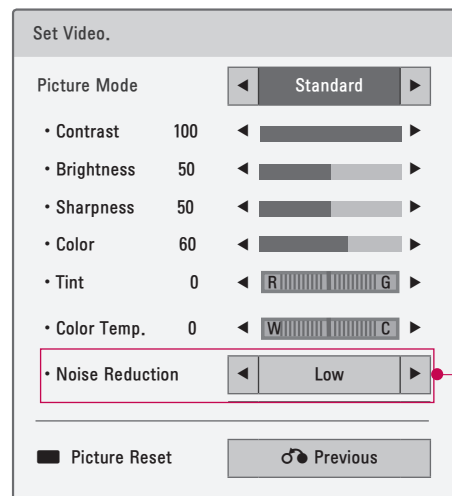 Set Video.
Picture Mode ◀ Standard ▶
• Contrast 100 ◀ ▶
• Brightness 50 ◀ ▶
• Sharpness 50 ◀ ▶
• Color 60 ◀ ▶
• Tint 0 ◀ R G ▶
• Color Temp. 0 ◀ W C ▶
• Noise Reduction ◀ Low ▶
Picture Reset Previous